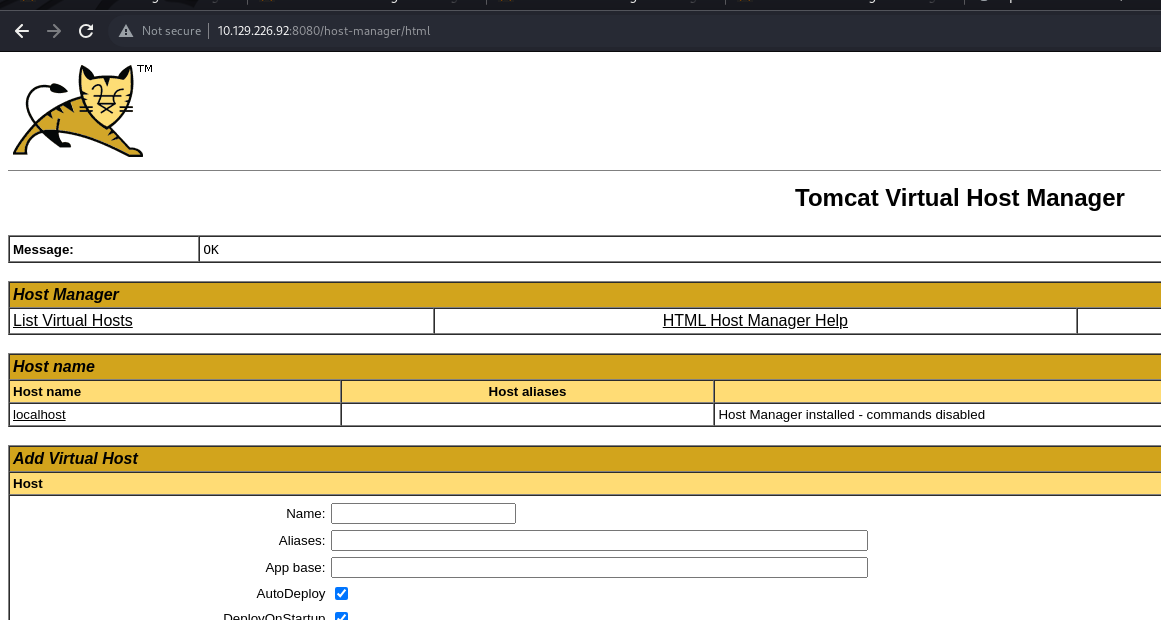 Not secure 10.129.226.92:8080/host-manager/html
TM
Tomcat Virtual Host Manager
Message: OK
Host Manager
List Virtual Hosts HTML Host Manager Help
Host name
Host name Host aliases
localhost Host Manager installed - commands disabled
Add Virtual Host
Host
Name:
Aliases:
App base:
AutoDeploy
DeployOnStartup